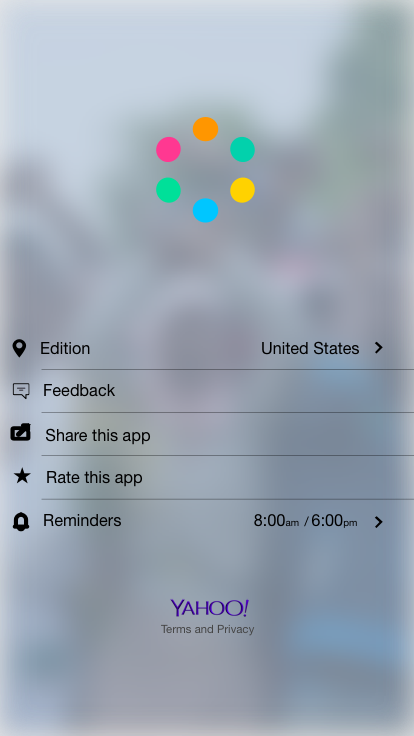 Edition United States
Feedback
Share this app
Rate this app
Reminders 8:00am / 6:00pm
YAHOO!
Terms and Privacy